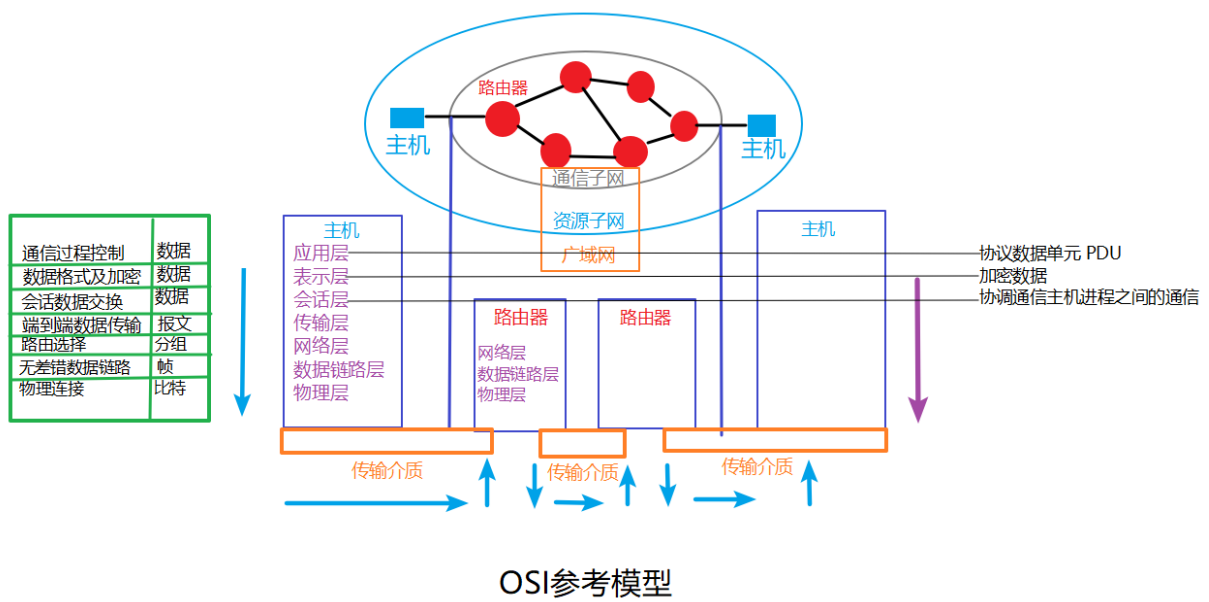 路由器
主机
主机
通信子网
资源子网
广域网
通信过程控制 数据
数据格式及加密 数据
会话数据交换 数据
端到端数据传输 报文
路由选择 分组
无差错数据链路 帧
物理连接 比特
主机
应用层
表示层
会话层
传输层
网络层
数据链路层
物理层
路由器
网络层
数据链路层
物理层
路由器
主机
协议数据单元 PDU
加密数据
协调通信主机进程之间的通信
传输介质
传输介质
传输介质
OSI参考模型